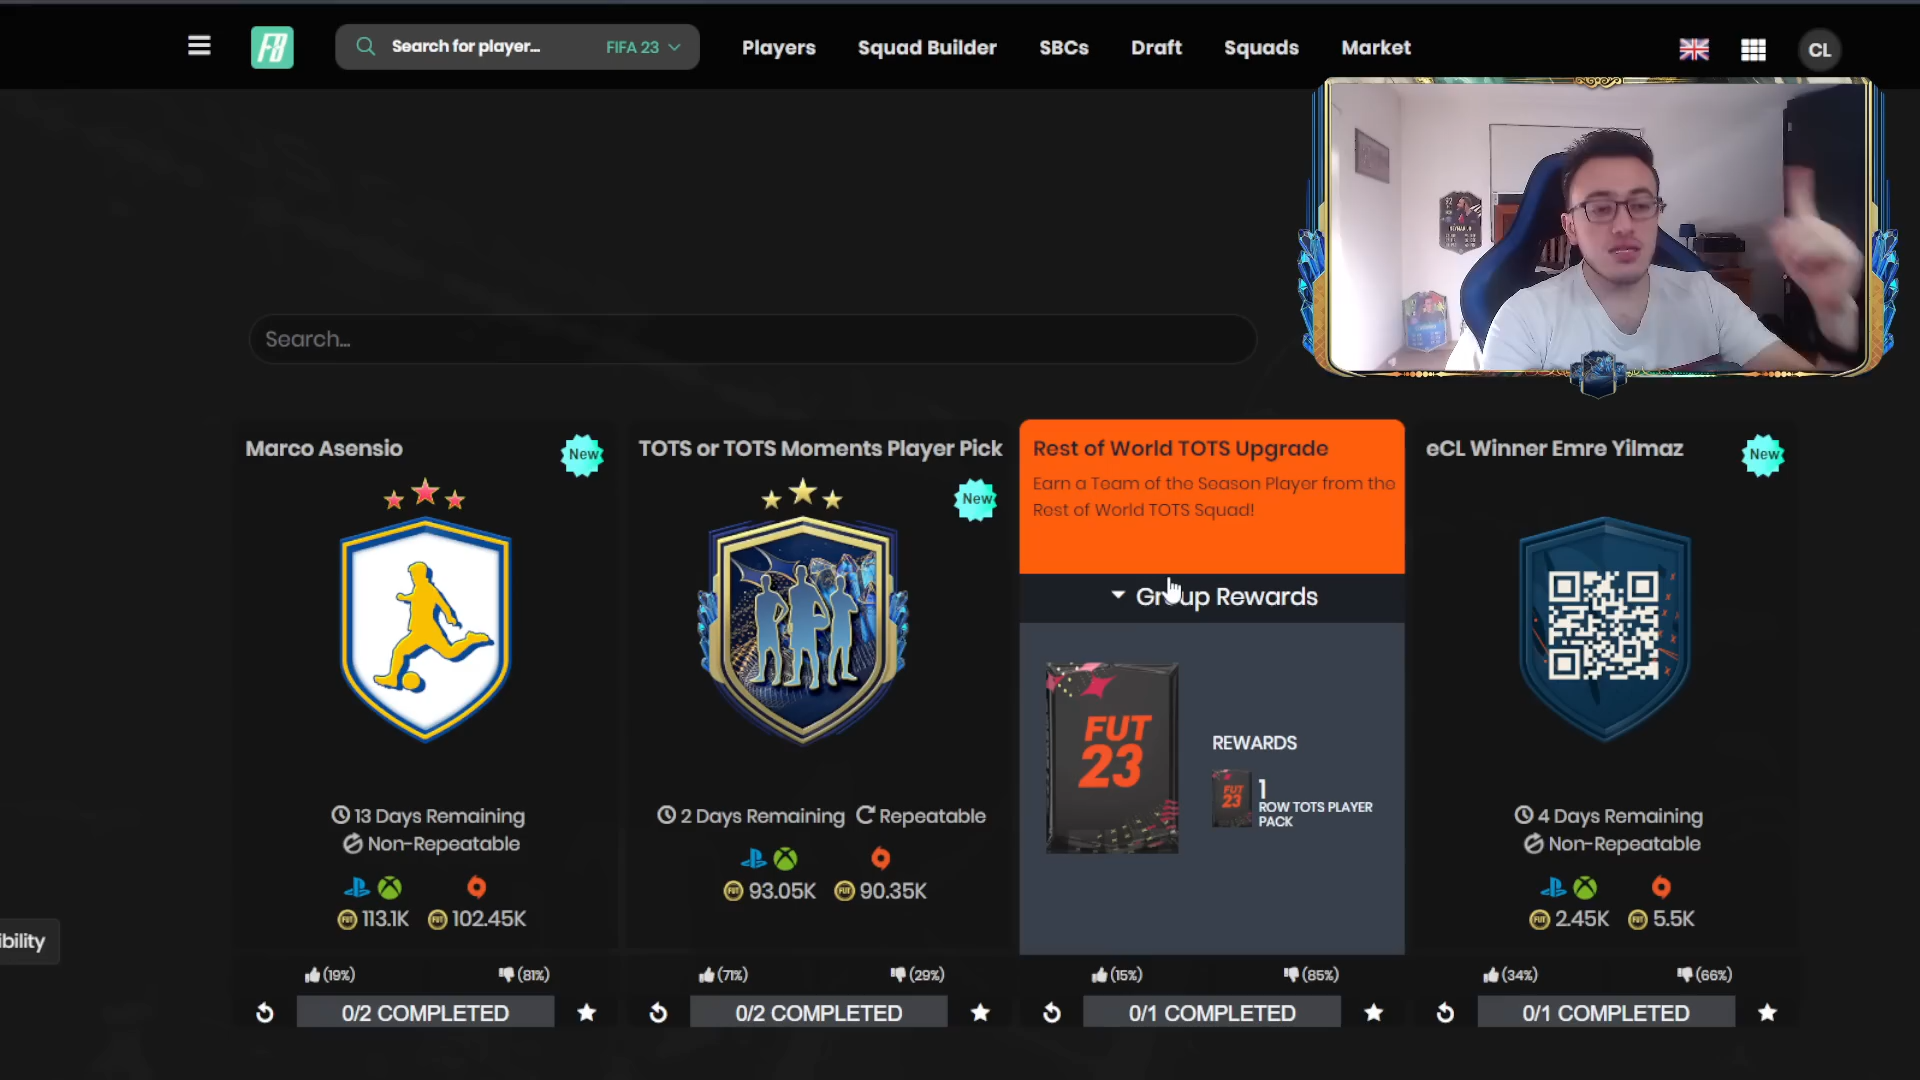 F8
Search for player...
FIFA 23
Players
Squad Builder
SBCs
Draft
Squads
Market
CL
Search...
Marco Asensio
New
13 Days Remaining
Non-Repeatable
113.1K
102.45K
(19%)
(81%)
0/2 COMPLETED
TOTS or TOTS Moments Player Pick
New
2 Days Remaining
Repeatable
93.05K
90.35K
(71%)
(29%)
0/2 COMPLETED
Rest of World TOTS Upgrade
Earn a Team of the Season Player from the
Rest of World TOTS Squad!
Group Rewards
FUT
23
REWARDS
FUT
23
1
ROW TOTS PLAYER
PACK
(15%)
(85%)
0/1 COMPLETED
eCL Winner Emre Yilmaz
New
4 Days Remaining
Non-Repeatable
2.45K
5.5K
(34%)
(66%)
0/1 COMPLETED
ibility